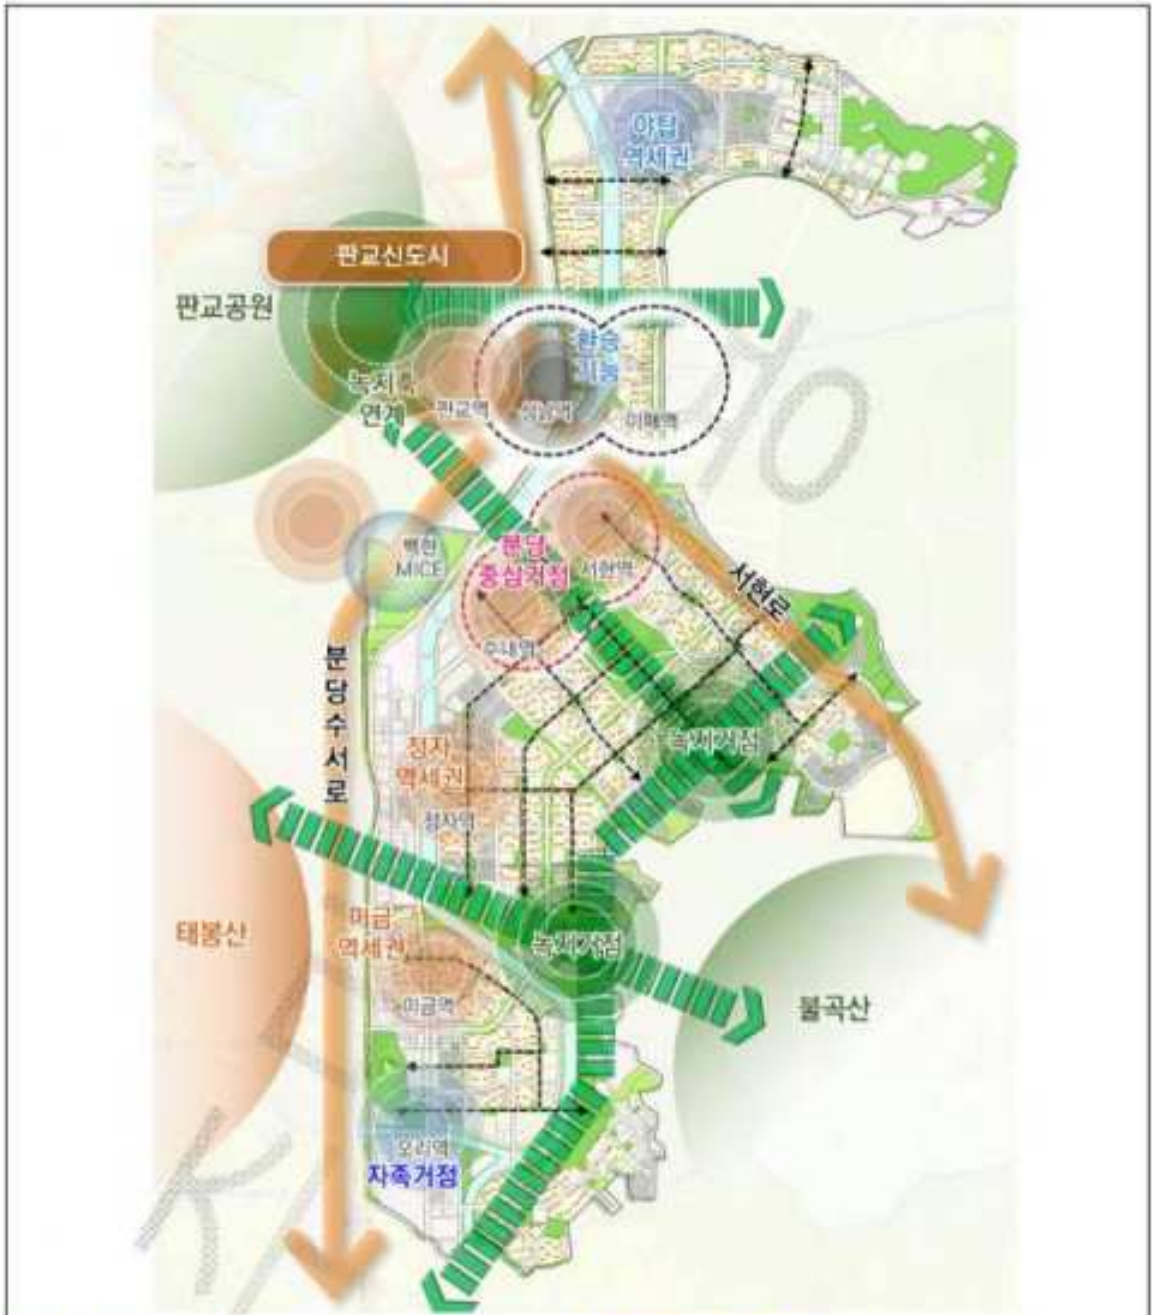 야탑
역세권
판교신도시
판교공원
환승
기능
녹지축
연계
판교역
성남역
이매역
백현
MICE
분당
중심거점
서현역
서현로
수내역
분당수서로
정자
역세권
녹지거점
정자역
태봉산
미금
역세권
녹지거점
미금역
불곡산
오리역
자족거점